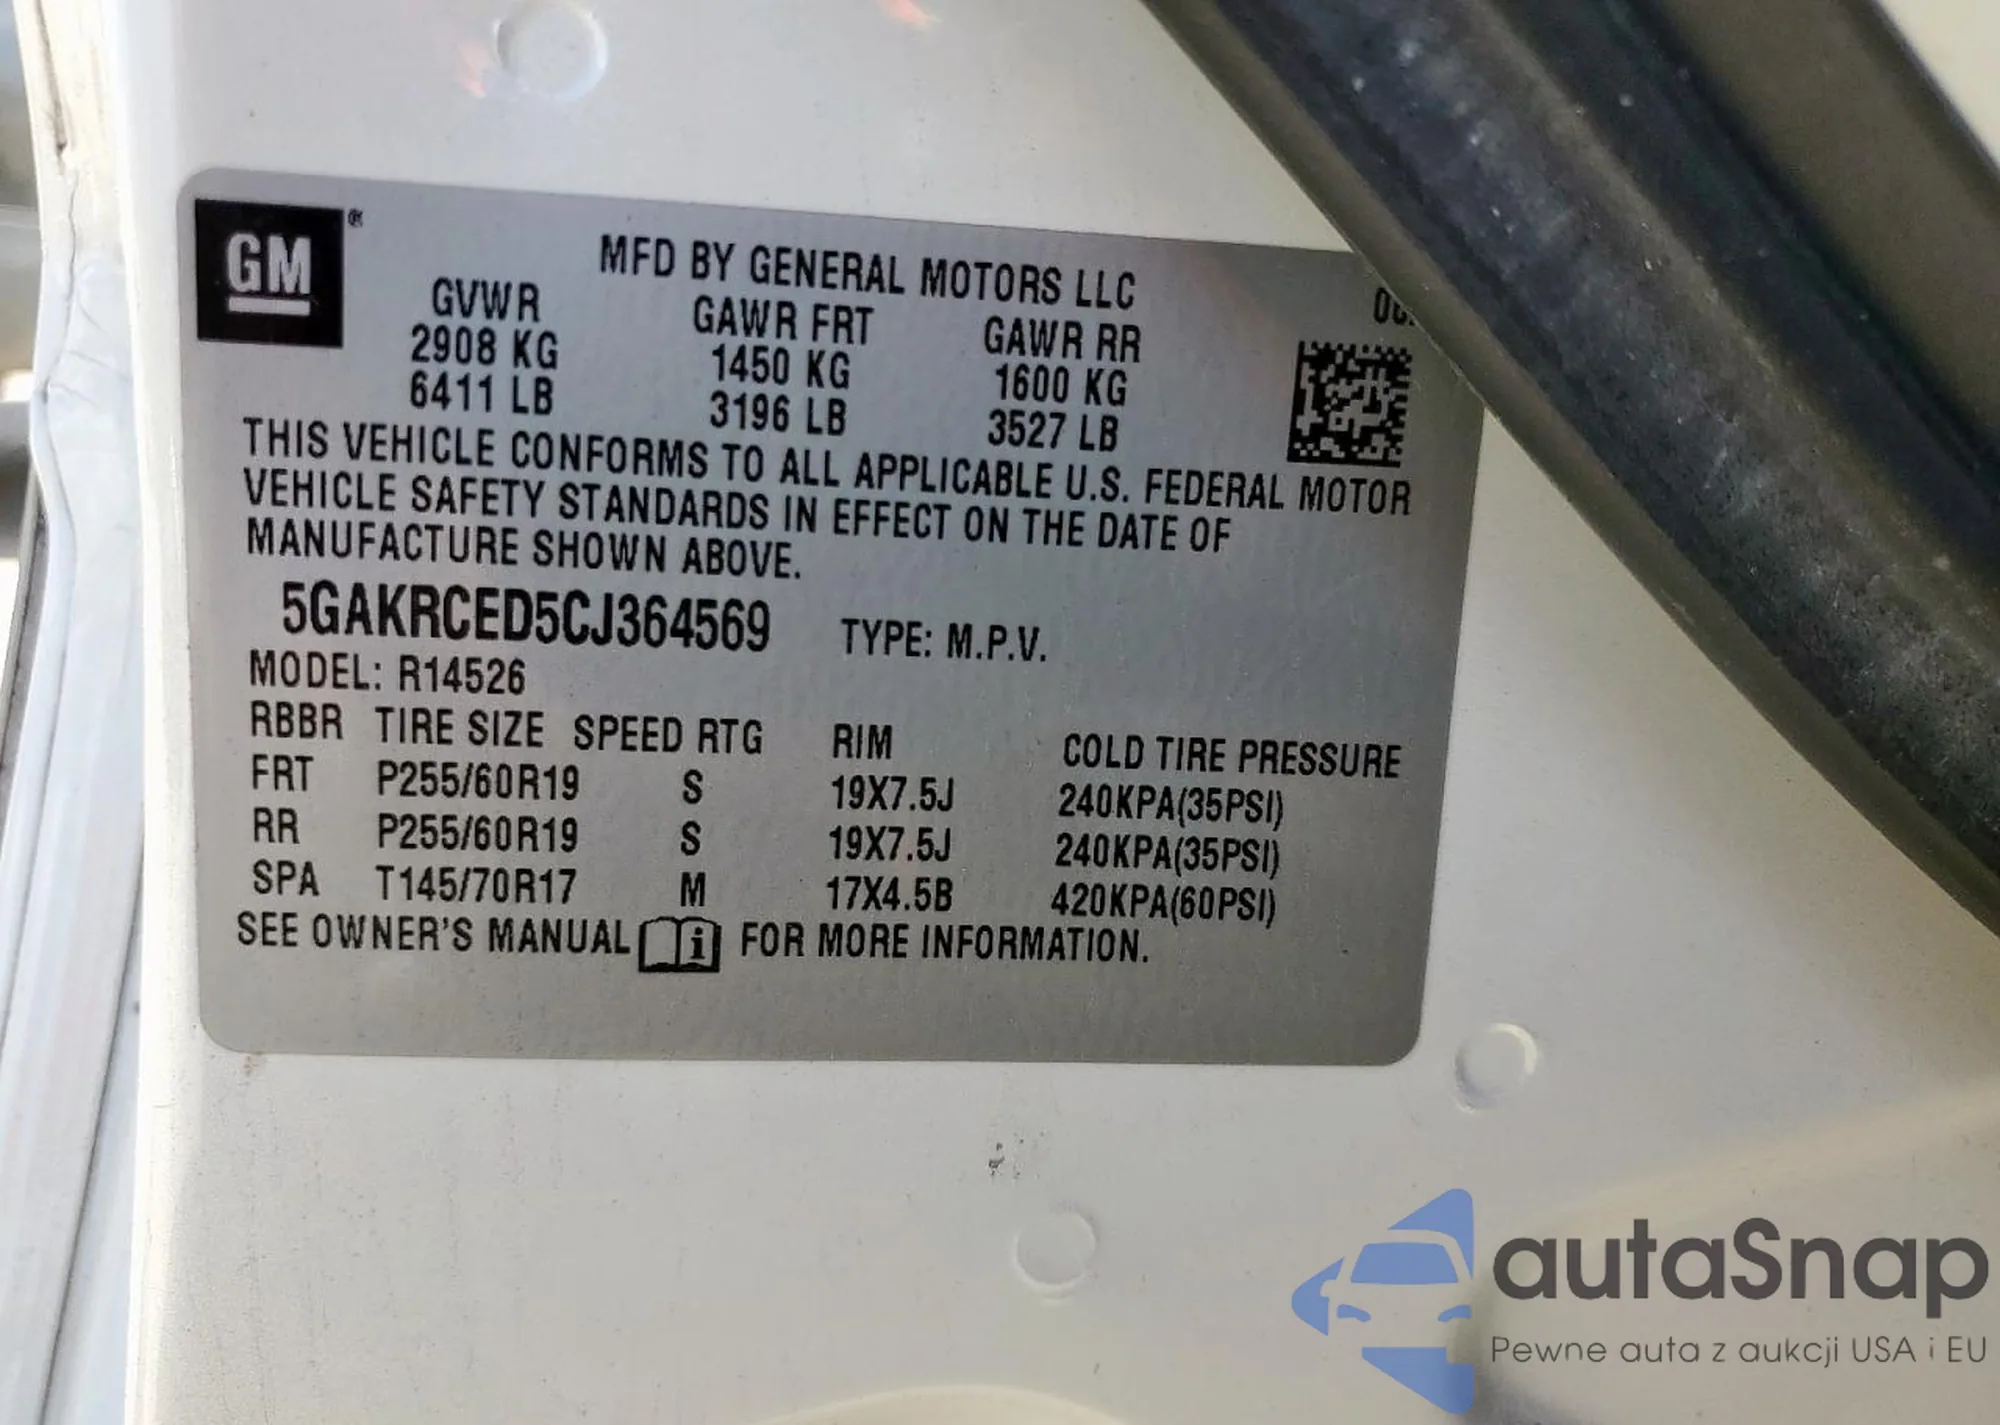 GM ®
MFD BY GENERAL MOTORS LLC
GVWR GAWR FRT GAWR RR
2908 KG 1450 KG 1600 KG
6411 LB 3196 LB 3527 LB
THIS VEHICLE CONFORMS TO ALL APPLICABLE U.S. FEDERAL MOTOR
VEHICLE SAFETY STANDARDS IN EFFECT ON THE DATE OF
MANUFACTURE SHOWN ABOVE.
5GAKRCED5CJ364569 TYPE: M.P.V.
MODEL: R14526
RBBR TIRE SIZE SPEED RTG RIM COLD TIRE PRESSURE
FRT P255/60R19 S 19X7.5J 240KPA(35PSI)
RR P255/60R19 S 19X7.5J 240KPA(35PSI)
SPA T145/70R17 M 17X4.5B 420KPA(60PSI)
SEE OWNER'S MANUAL i FOR MORE INFORMATION.
autaSnap
Pewne auta z aukcji USA i EU